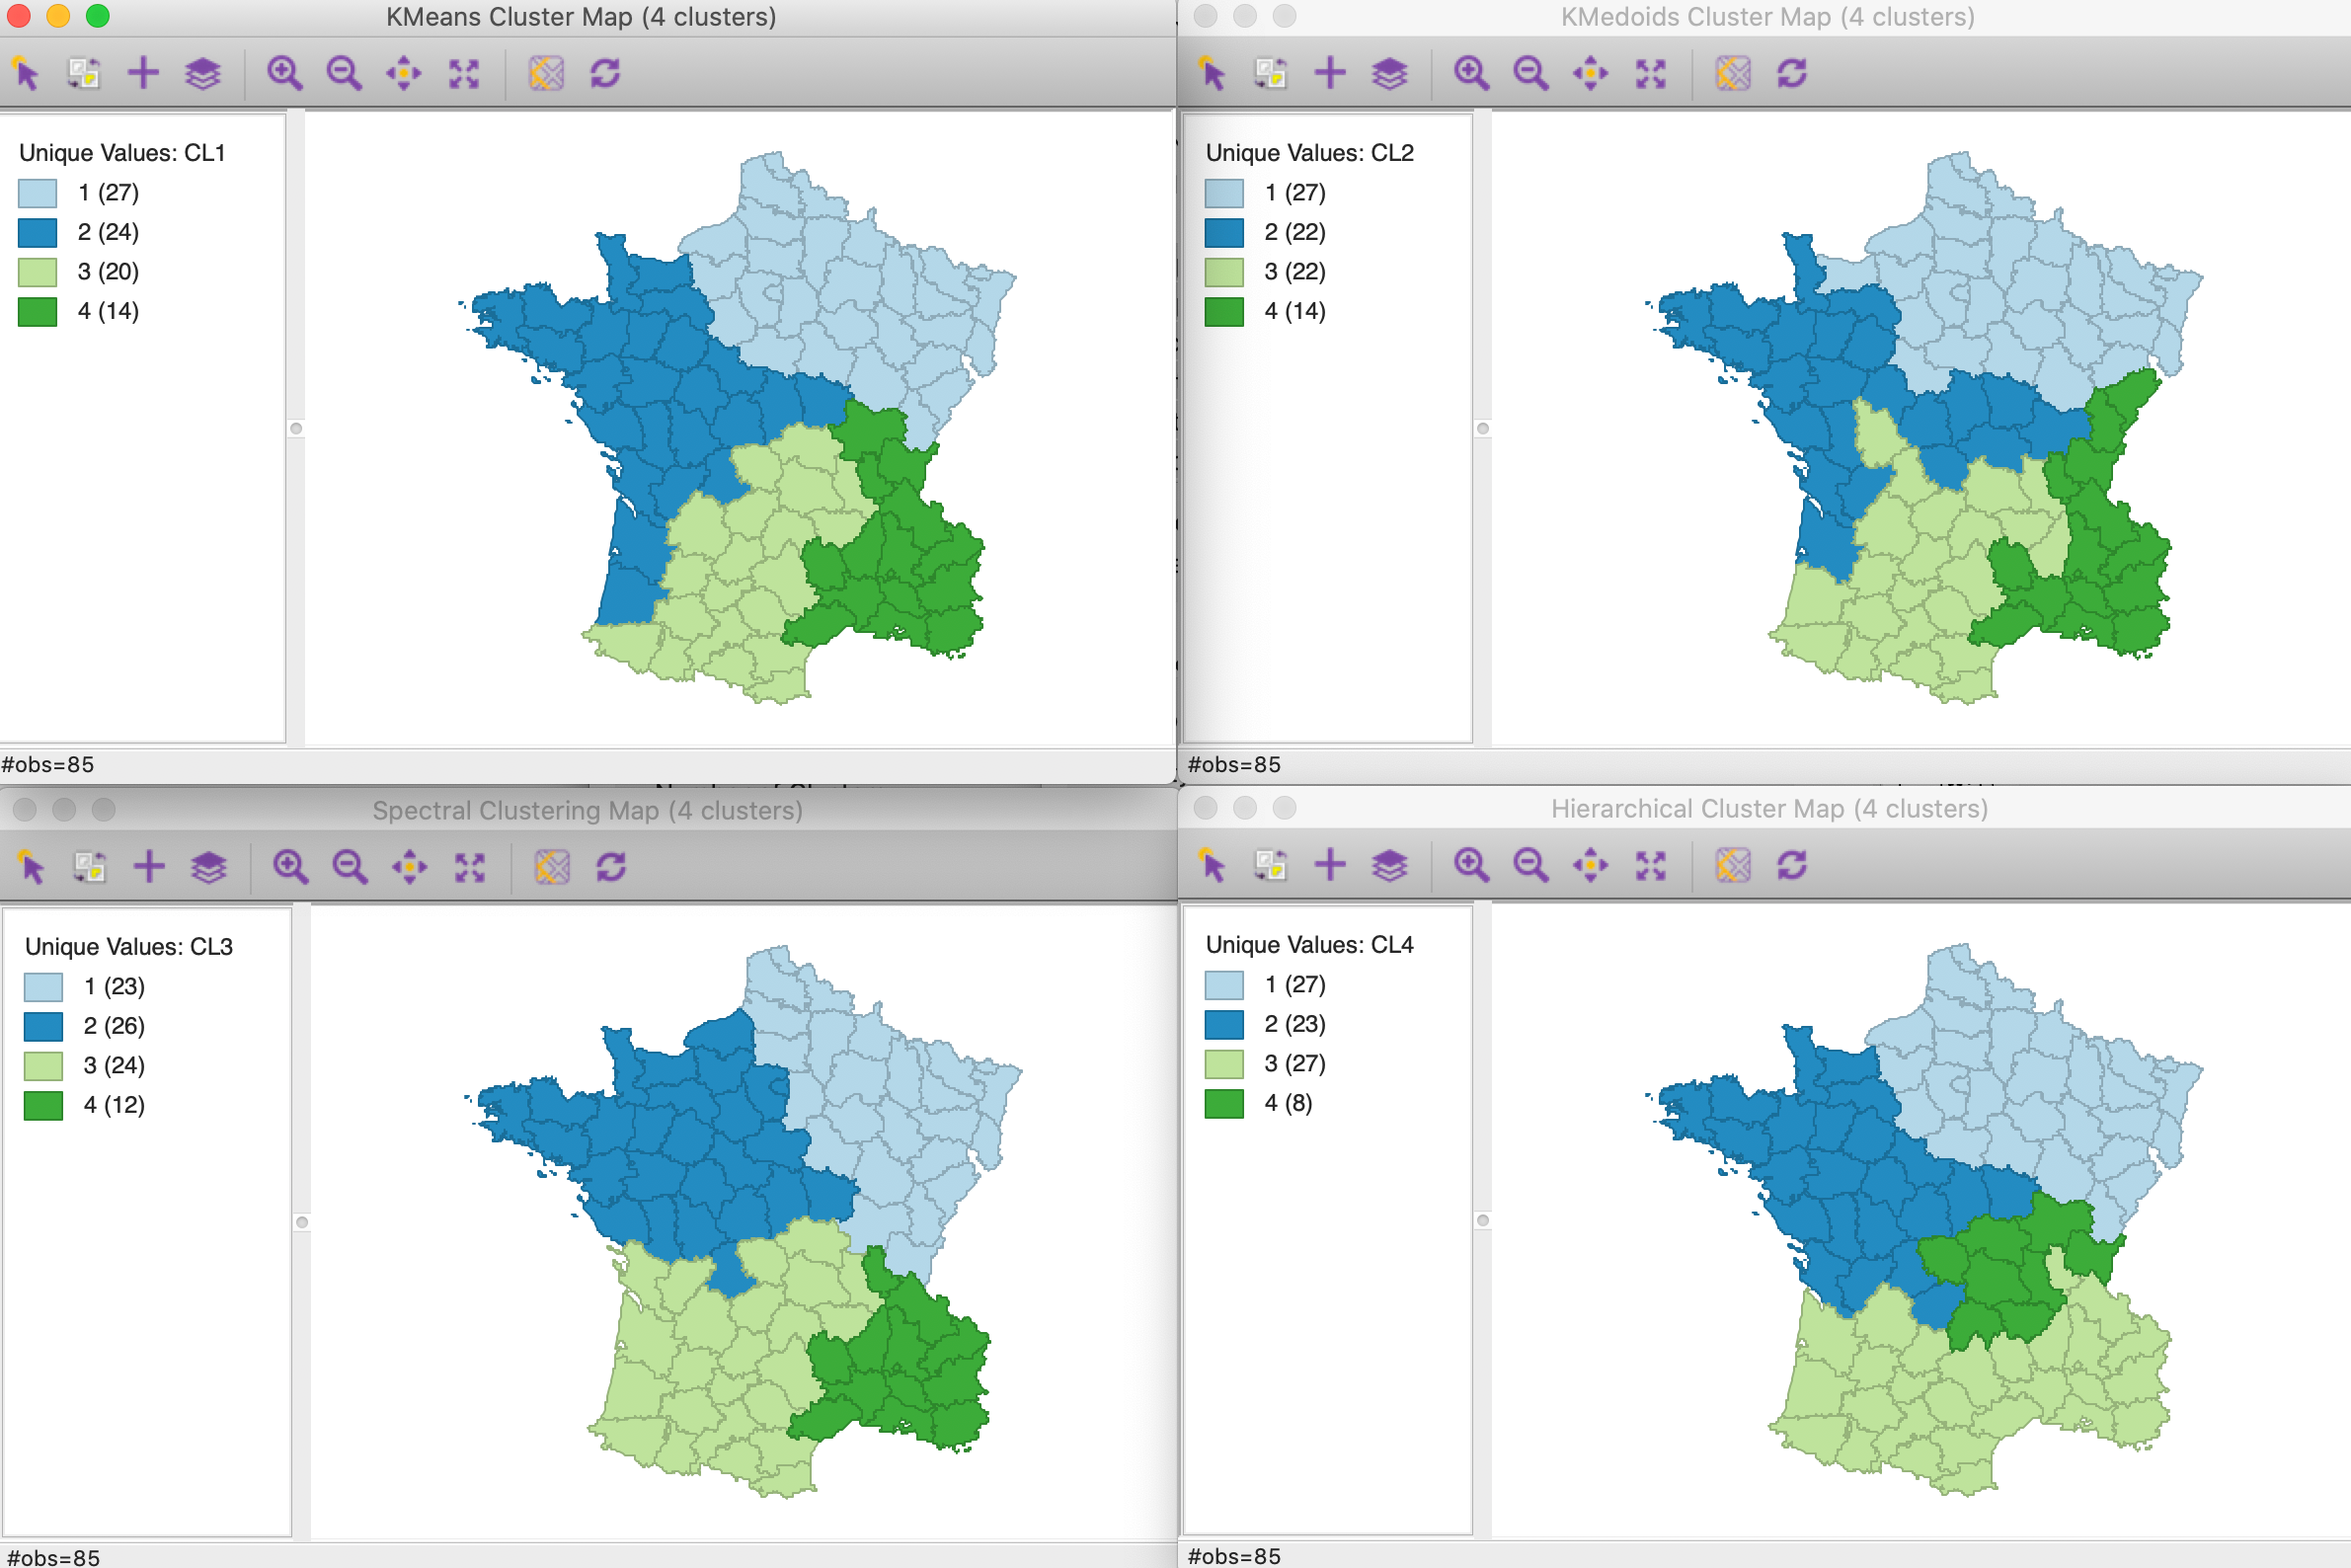 KMeans Cluster Map (4 clusters)
Unique Values: CL1
1 (27)
2 (24)
3 (20)
4 (14)
#obs=85
KMedoids Cluster Map (4 clusters)
Unique Values: CL2
1 (27)
2 (22)
3 (22)
4 (14)
#obs=85
Spectral Clustering Map (4 clusters)
Unique Values: CL3
1 (23)
2 (26)
3 (24)
4 (12)
#obs=85
Hierarchical Cluster Map (4 clusters)
Unique Values: CL4
1 (27)
2 (23)
3 (27)
4 (8)
#obs=85